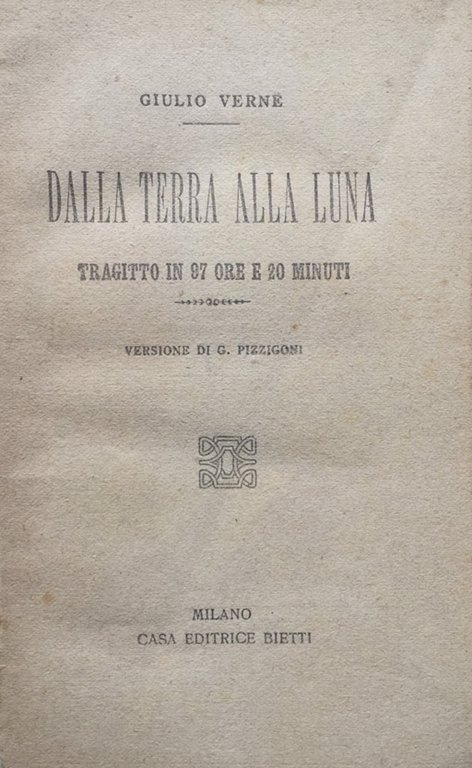 GIULIO VERNE
DALLA TERRA ALLA LUNA
TRAGITTO IN 97 ORE E 20 MINUTI
VERSIONE DI G. PIZZIGONI
MILANO
CASA EDITRICE BIETTI